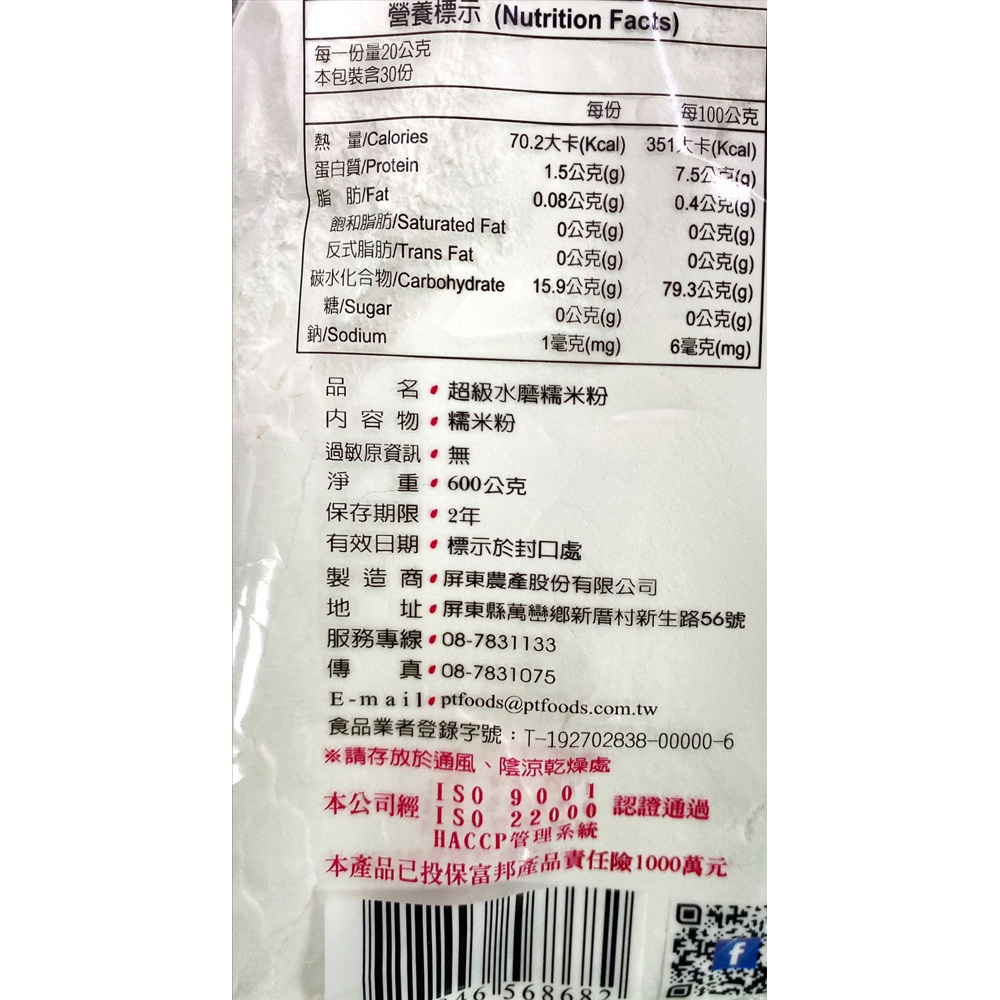 營養標示 (Nutrition Facts)
每一份量20公克
本包裝含30份
每份 每100公克
熱 量/Calories 70.2大卡(Kcal) 351大卡(Kcal)
蛋白質/Protein 1.5公克(g) 7.5公克(g)
脂 肪/Fat 0.08公克(g) 0.4公克(g)
飽和脂肪/Saturated Fat 0公克(g) 0公克(g)
反式脂肪/Trans Fat 0公克(g) 0公克(g)
碳水化合物/Carbohydrate 15.9公克(g) 79.3公克(g)
糖/Sugar 0公克(g) 0公克(g)
鈉/Sodium 1毫克(mg) 6毫克(mg)
品 名 • 超級水磨糯米粉
內容物 • 糯米粉
過敏原資訊 • 無
淨 重 • 600公克
保存期限 • 2年
有效日期 • 標示於封口處
製造商 • 屏東農產股份有限公司
地 址 • 屏東縣萬巒鄉新厝村新生路56號
服務專線 • 08-7831133
傳 真 • 08-7831075
E-mail • ptfoods@ptfoods.com.tw
食品業者登錄字號：T-192702838-00000-6
※請存放於通風、陰涼乾燥處
本公司經 ISO 9001 認證通過
ISO 22000
HACCP管理系統
本產品已投保富邦產品責任險1000萬元
46 568682
f